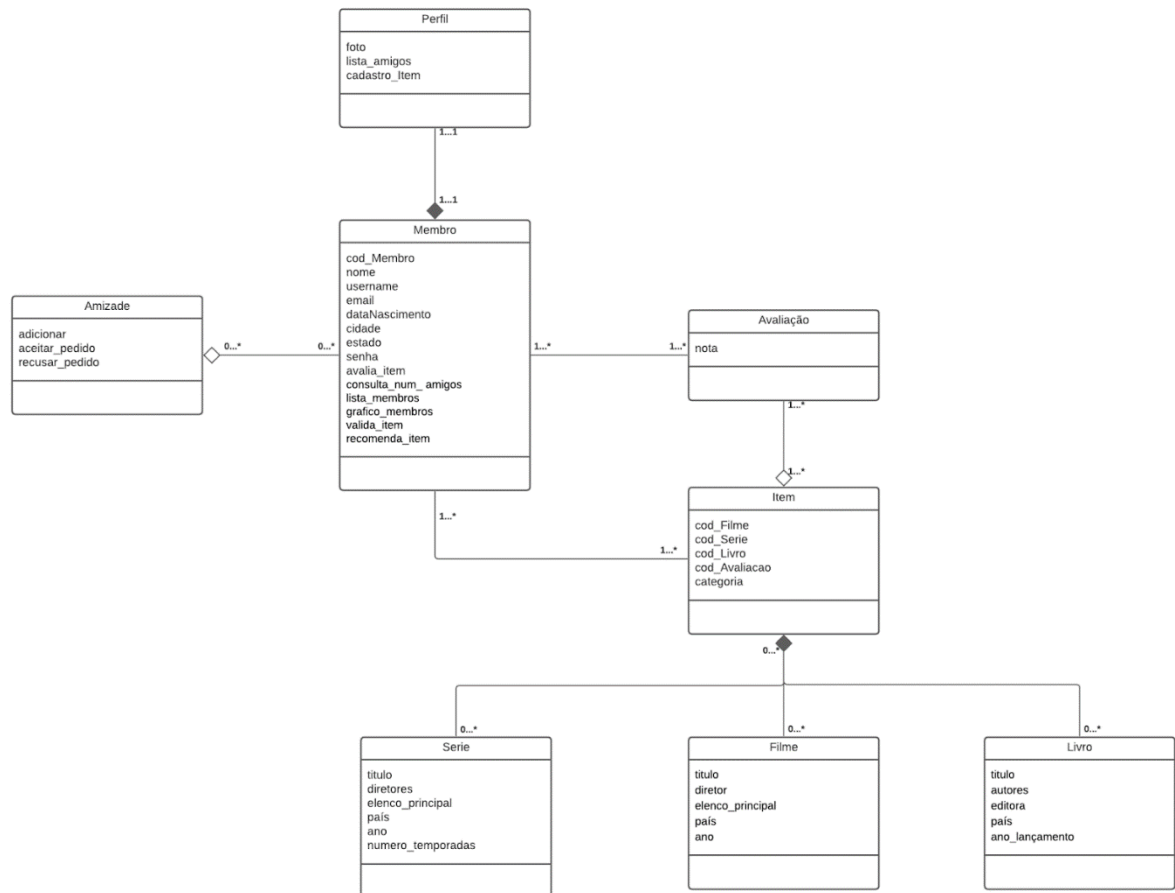 Perfil
foto
lista_amigos
cadastro_Item
1...1
1...1
Membro
cod_Membro
nome
username
email
dataNascimento
cidade
estado
senha
avalia_item
consulta_num_ amigos
lista_membros
grafico_membros
valida_item
recomenda_item
Amizade
adicionar
aceitar_pedido
recusar_pedido
0...*
0...*
1...*
1...*
Avaliação
nota
1...*
1...*
1...*
1...*
Item
cod_Filme
cod_Serie
cod_Livro
cod_Avaliacao
categoria
0...*
0...*
0...*
0...*
Serie
titulo
diretores
elenco_principal
país
ano
numero_temporadas
Filme
titulo
diretor
elenco_principal
país
ano
Livro
titulo
autores
editora
país
ano_lançamento